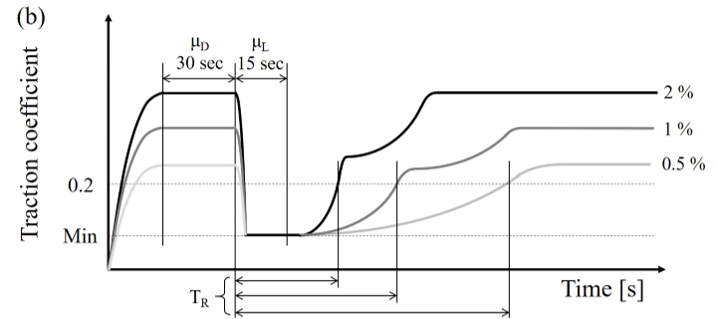 (b)
μD
μL
30 sec
15 sec
Traction coefficient
2 %
1 %
0.5 %
0.2
Min
TR
Time [s]